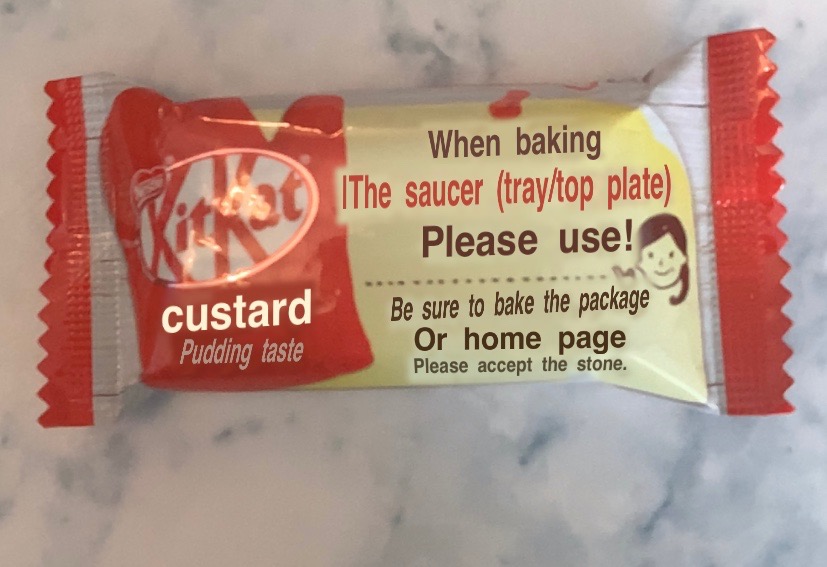 KitKat
custard
Pudding taste
When baking
|The saucer (tray/top plate)
Please use!
Be sure to bake the package
Or home page
Please accept the stone.